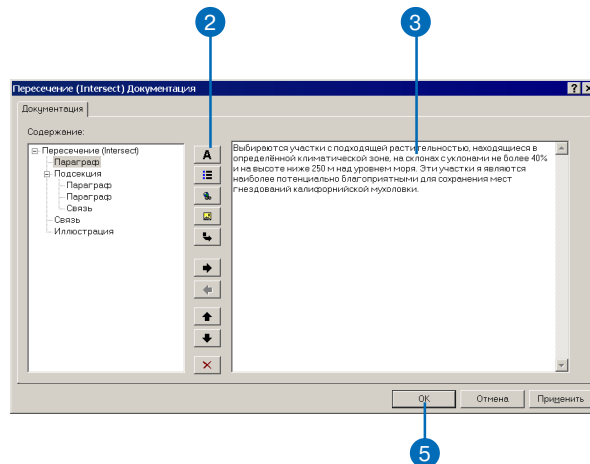 2
3
Пересечение (Intersect) Документация
Документация
Содержание:
Пересечение (Intersect)
Параграф
Подсекция
Параграф
Параграф
Связь
Связь
Иллюстрация
A
Выбираются участки с подходящей растительностью, находящиеся в
определённой климатической зоне, на склонах с уклонами не более 40%
и на высоте ниже 250 м над уровнем моря. Эти участки я являются
наиболее потенциально благоприятными для сохранения мест
гнездований калифорнийской мухоловки.
OK
Отмена
Применить
5